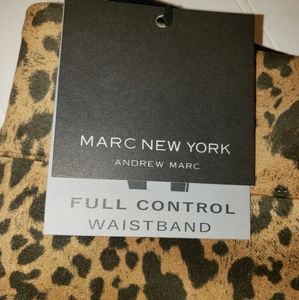 MARC NEW YORK
ANDREW MARC
FULL CONTROL
WAISTBAND